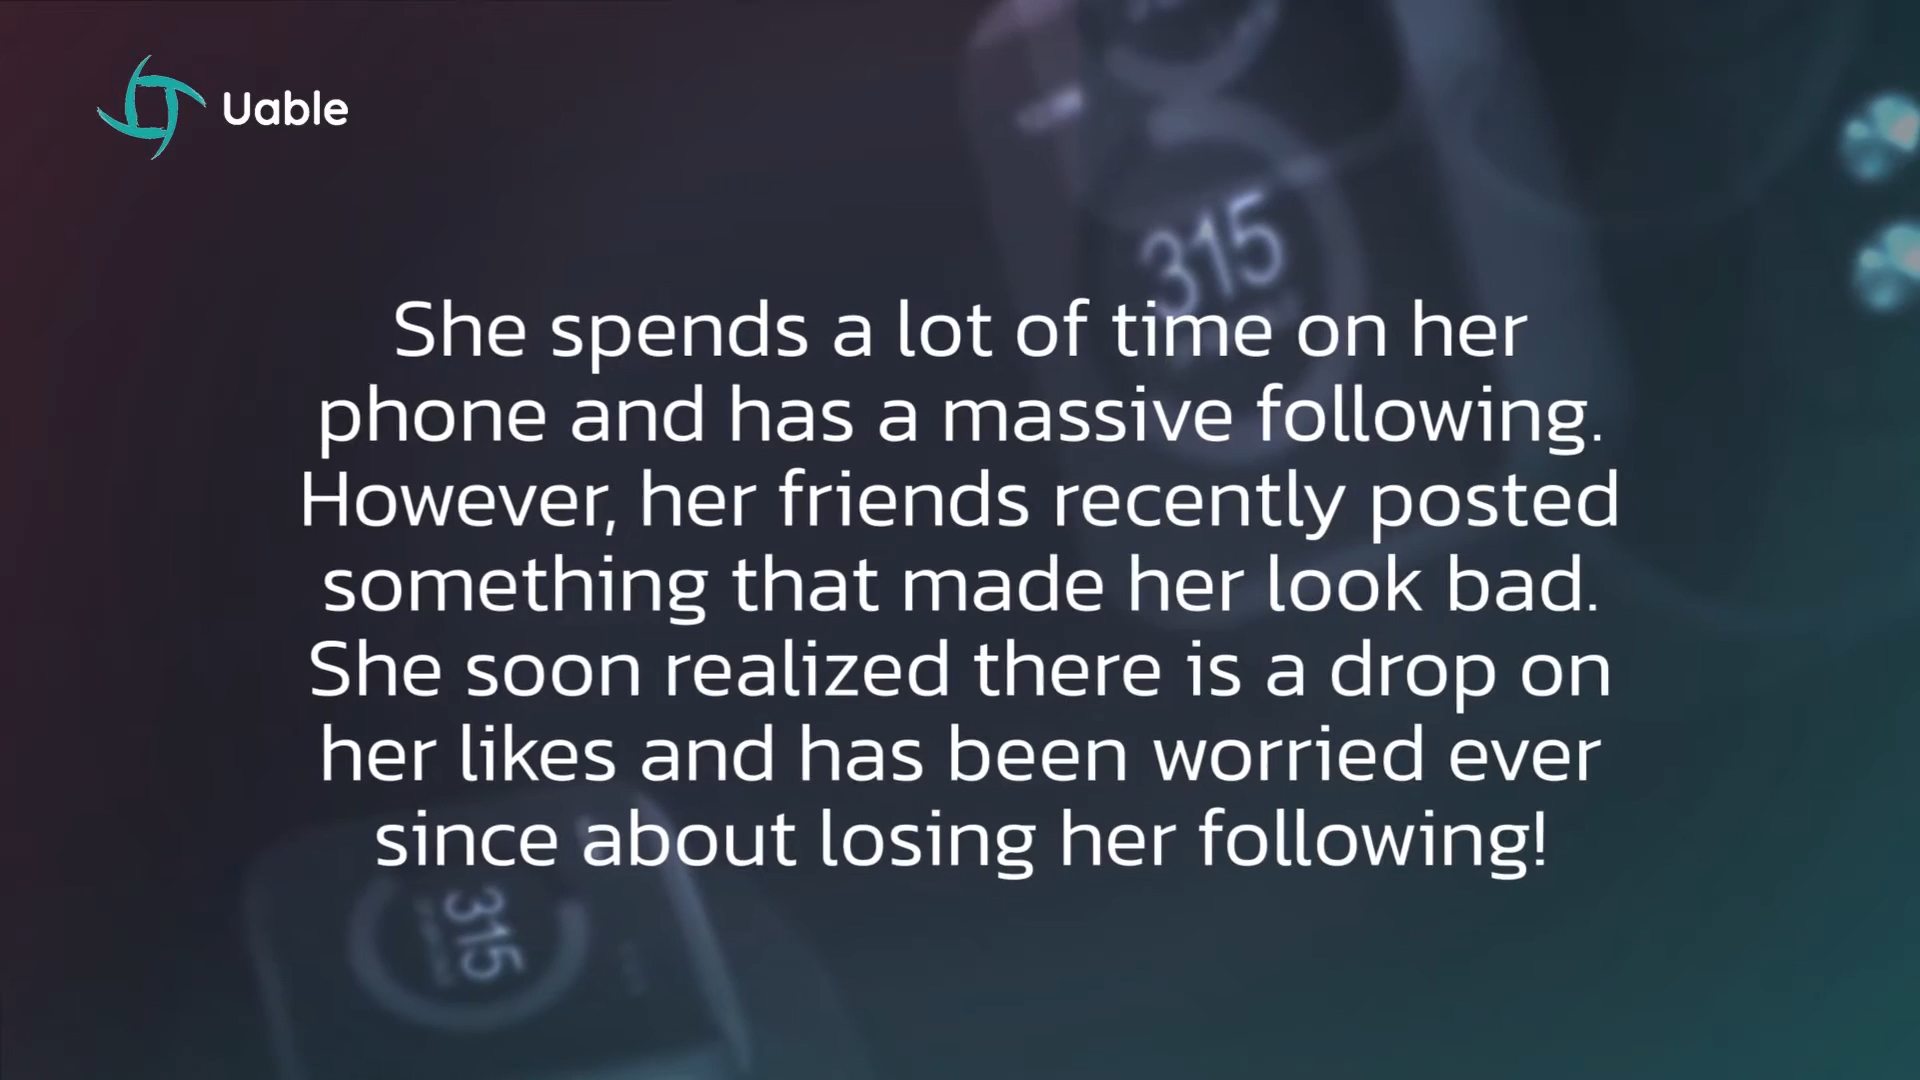 Uable
315
She spends a lot of time on her
phone and has a massive following.
However, her friends recently posted
something that made her look bad.
She soon realized there is a drop on
her likes and has been worried ever
since about losing her following!
315